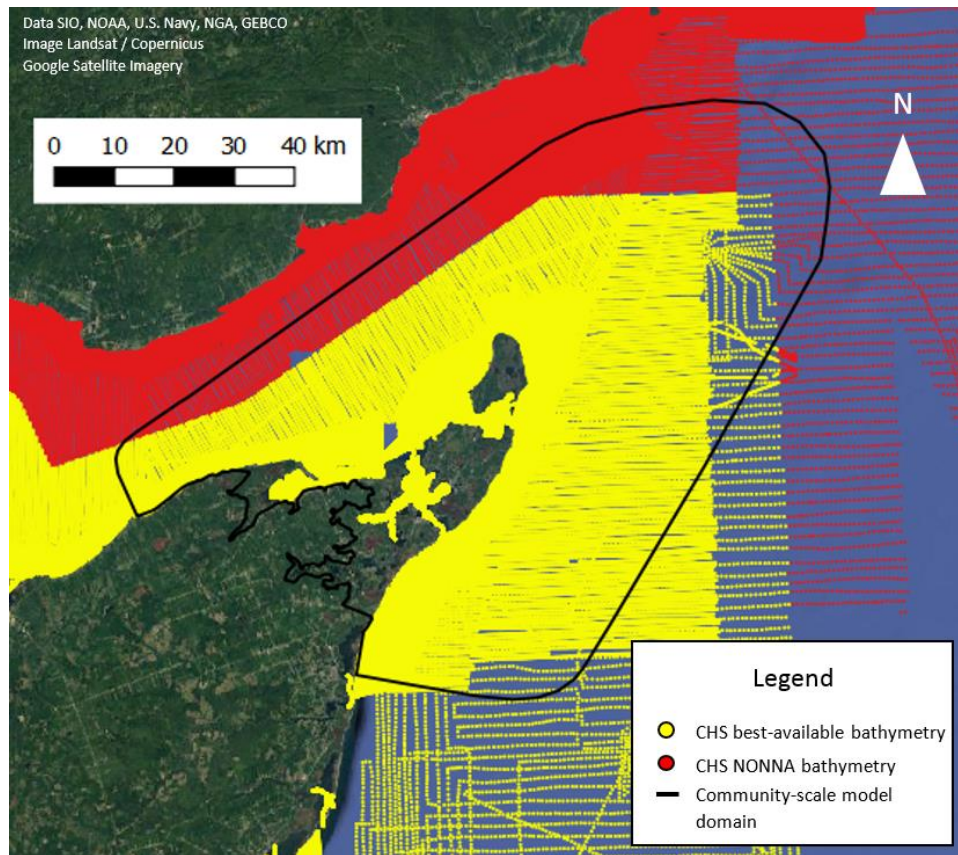 Data SIO, NOAA, U.S. Navy, NGA, GEBCO
Image Landsat / Copernicus
Google Satellite Imagery
0 10 20 30 40 km
N
Legend
CHS best-available bathymetry
CHS NONNA bathymetry
Community-scale model
domain